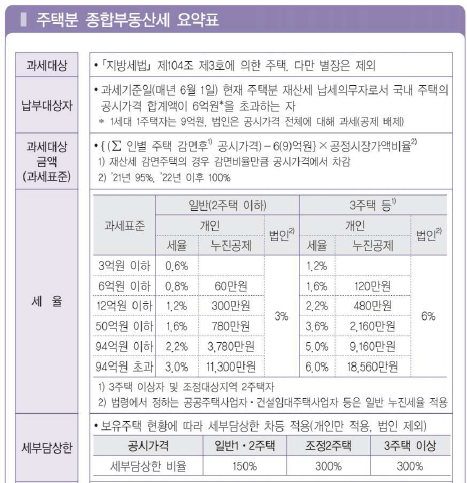 주택분 종합부동산세 요약표
과세대상
• 「지방세법」 제104조 제3호에 의한 주택, 다만 별장은 제외
납부대상자
• 과세기준일(매년 6월 1일) 현재 주택분 재산세 납세의무자로서 국내 주택의
공시가격 합계액이 6억원*을 초과하는 자
* 1세대 1주택자는 9억원, 법인은 공시가격 전체에 대해 과세(공제 배제)
과세대상
금액
(과세표준)
• {(∑ 인별 주택 감면후1) 공시가격) - 6(9)억원} × 공정시장가액비율2)
1) 재산세 감면주택의 경우 감면비율만큼 공시가격에서 차감
2) '21년 95%, '22년 이후 100%
세 율
과세표준 일반(2주택 이하) 3주택 등1)
개인 법인2) 개인 법인2)
세율 누진공제 세율 누진공제
3억원 이하 0.6% 1.2%
6억원 이하 0.8% 60만원 1.6% 120만원
12억원 이하 1.2% 300만원 3% 2.2% 480만원 6%
50억원 이하 1.6% 780만원 3.6% 2,160만원
94억원 이하 2.2% 3,780만원 5.0% 9,160만원
94억원 초과 3.0% 11,300만원 6.0% 18,560만원
1) 3주택 이상자 및 조정대상지역 2주택자
2) 법령에서 정하는 공공주택사업자·건설임대주택사업자 등은 일반 누진세율 적용
세부담상한
• 보유주택 현황에 따라 세부담상한 차등 적용(개인만 적용, 법인 제외)
공시가격 일반1·2주택 조정2주택 3주택 이상
세부담상한 비율 150% 300% 300%